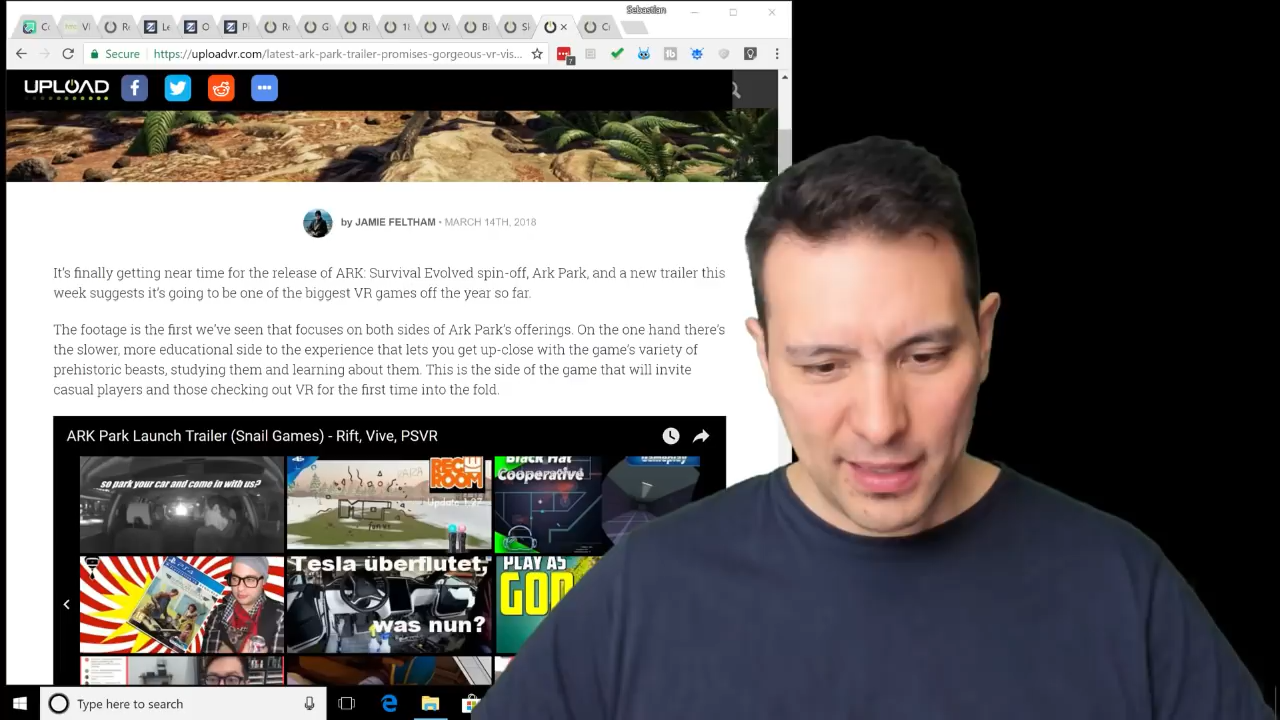 Sebastian
Secure
https://uploadvr.com/latest-ark-park-trailer-promises-gorgeous-vr-vis...
7
UPLOAD
by JAMIE FELTHAM • MARCH 14TH, 2018
It's finally getting near time for the release of ARK: Survival Evolved spin-off, Ark Park, and a new trailer this
week suggests it's going to be one of the biggest VR games off the year so far.
The footage is the first we've seen that focuses on both sides of Ark Park's offerings. On the one hand there's
the slower, more educational side to the experience that lets you get up-close with the game's variety of
prehistoric beasts, studying them and learning about them. This is the side of the game that will invite
casual players and those checking out VR for the first time into the fold.
ARK Park Launch Trailer (Snail Games) - Rift, Vive, PSVR
so park your car and come in with us?
REC
ROOM
Black Hat
Cooperative
Tesla überflutet,
was nun?
PLAY AS
GOD
Type here to search